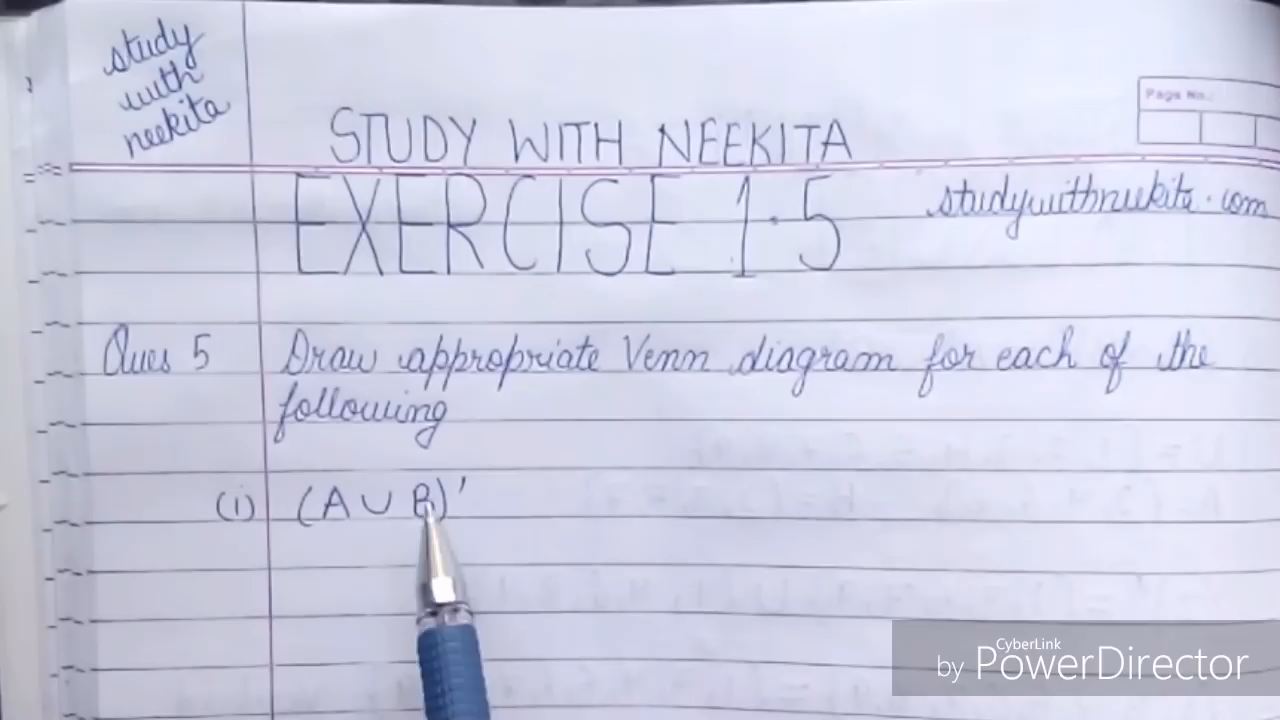 study
with
neekita
Page No.:
STUDY WITH NEEKITA
EXERCISE 1.5
studywithneekita.com
Ques 5 Draw appropriate Venn diagram for each of the
following
(i) (A ∪ B)'
CyberLink
by PowerDirector